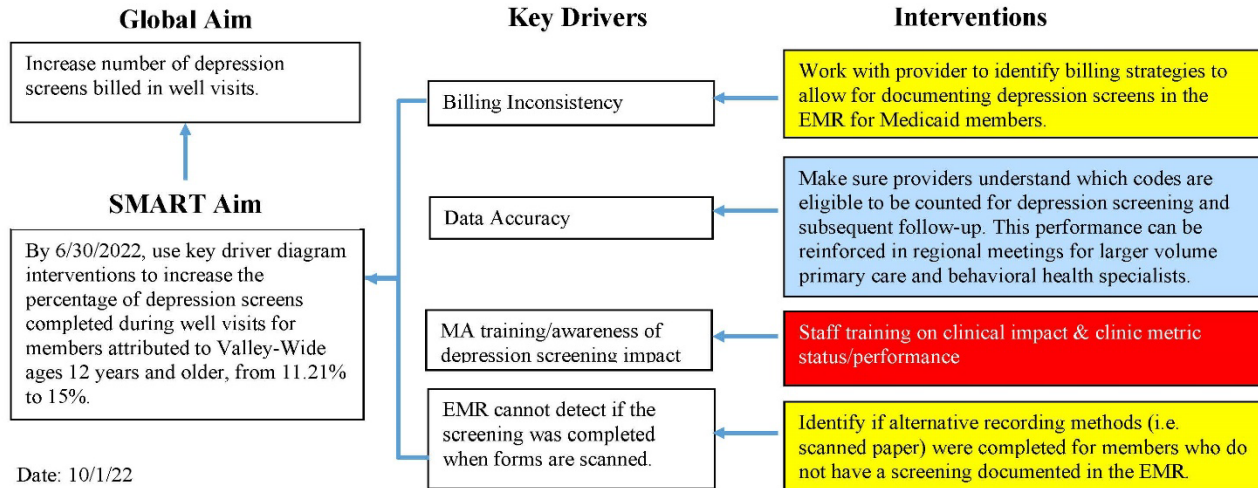 Global Aim
Increase number of depression
screens billed in well visits.
SMART Aim
By 6/30/2022, use key driver diagram
interventions to increase the
percentage of depression screens
completed during well visits for
members attributed to Valley-Wide
ages 12 years and older, from 11.21%
to 15%.
Date: 10/1/22
Key Drivers
Billing Inconsistency
Data Accuracy
MA training/awareness of
depression screening impact
EMR cannot detect if the
screening was completed
when forms are scanned.
Interventions
Work with provider to identify billing strategies to
allow for documenting depression screens in the
EMR for Medicaid members.
Make sure providers understand which codes are
eligible to be counted for depression screening and
subsequent follow-up. This performance can be
reinforced in regional meetings for larger volume
primary care and behavioral health specialists.
Staff training on clinical impact & clinic metric
status/performance
Identify if alternative recording methods (i.e.
scanned paper) were completed for members who do
not have a screening documented in the EMR.